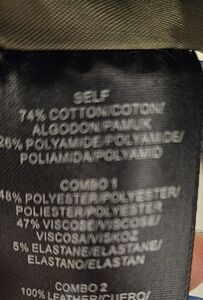 SELF
74% COTTON/COTON/
ALGODON/PAMUK
26% POLYAMIDE/POLYAMIDE/
POLIAMIDA/POLYAMID
COMBO 1
48% POLYESTER/POLYESTER/
POLIESTER/POLYESTER
47% VISCOSE/VISCOSE/
VISCOSA/VISKOZ
5% ELASTANE/ELASTANE/
ELASTANO/ELASTAN
COMBO 2
100% LEATHER/CUERO/